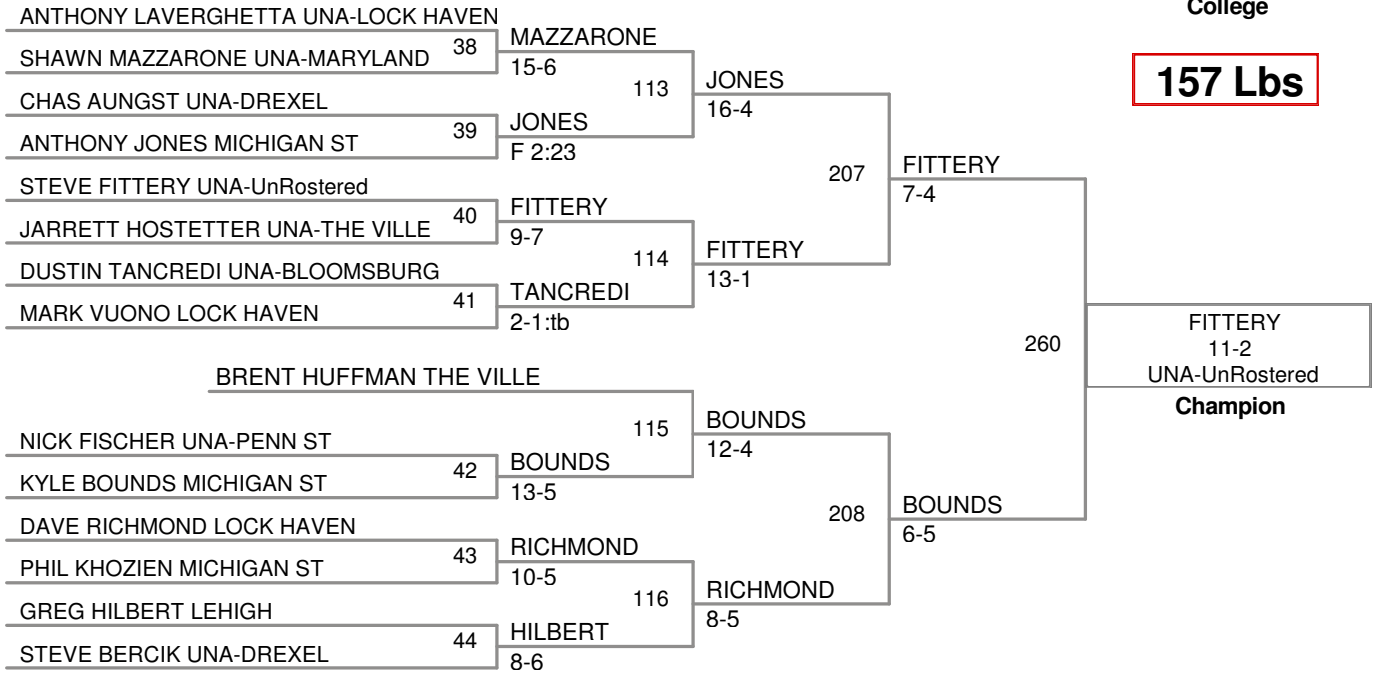 College
157 Lbs
ANTHONY LAVERGHETTA UNA-LOCK HAVEN
38
SHAWN MAZZARONE UNA-MARYLAND
MAZZARONE
15-6
CHAS AUNGST UNA-DREXEL
39
ANTHONY JONES MICHIGAN ST
JONES
F 2:23
113
JONES
16-4
STEVE FITTERY UNA-UnRostered
40
JARRETT HOSTETTER UNA-THE VILLE
FITTERY
9-7
DUSTIN TANCREDI UNA-BLOOMSBURG
41
MARK VUONO LOCK HAVEN
TANCREDI
2-1:tb
114
FITTERY
13-1
207
FITTERY
7-4
BRENT HUFFMAN THE VILLE
NICK FISCHER UNA-PENN ST
42
KYLE BOUNDS MICHIGAN ST
BOUNDS
13-5
115
BOUNDS
12-4
DAVE RICHMOND LOCK HAVEN
43
PHIL KHOZIEN MICHIGAN ST
RICHMOND
10-5
GREG HILBERT LEHIGH
44
STEVE BERCIK UNA-DREXEL
HILBERT
8-6
116
RICHMOND
8-5
208
BOUNDS
6-5
260
FITTERY
11-2
UNA-UnRostered
Champion